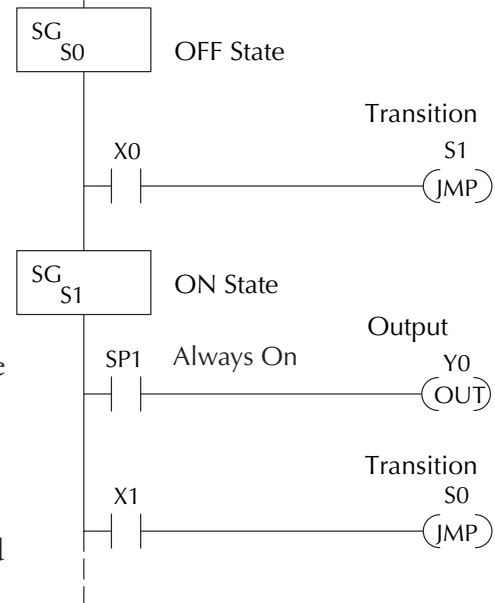 SG
S0
OFF State
Transition
X0
S1
JMP
SG
S1
ON State
Output
SP1
Always On
Y0
OUT
Transition
X1
S0
JMP